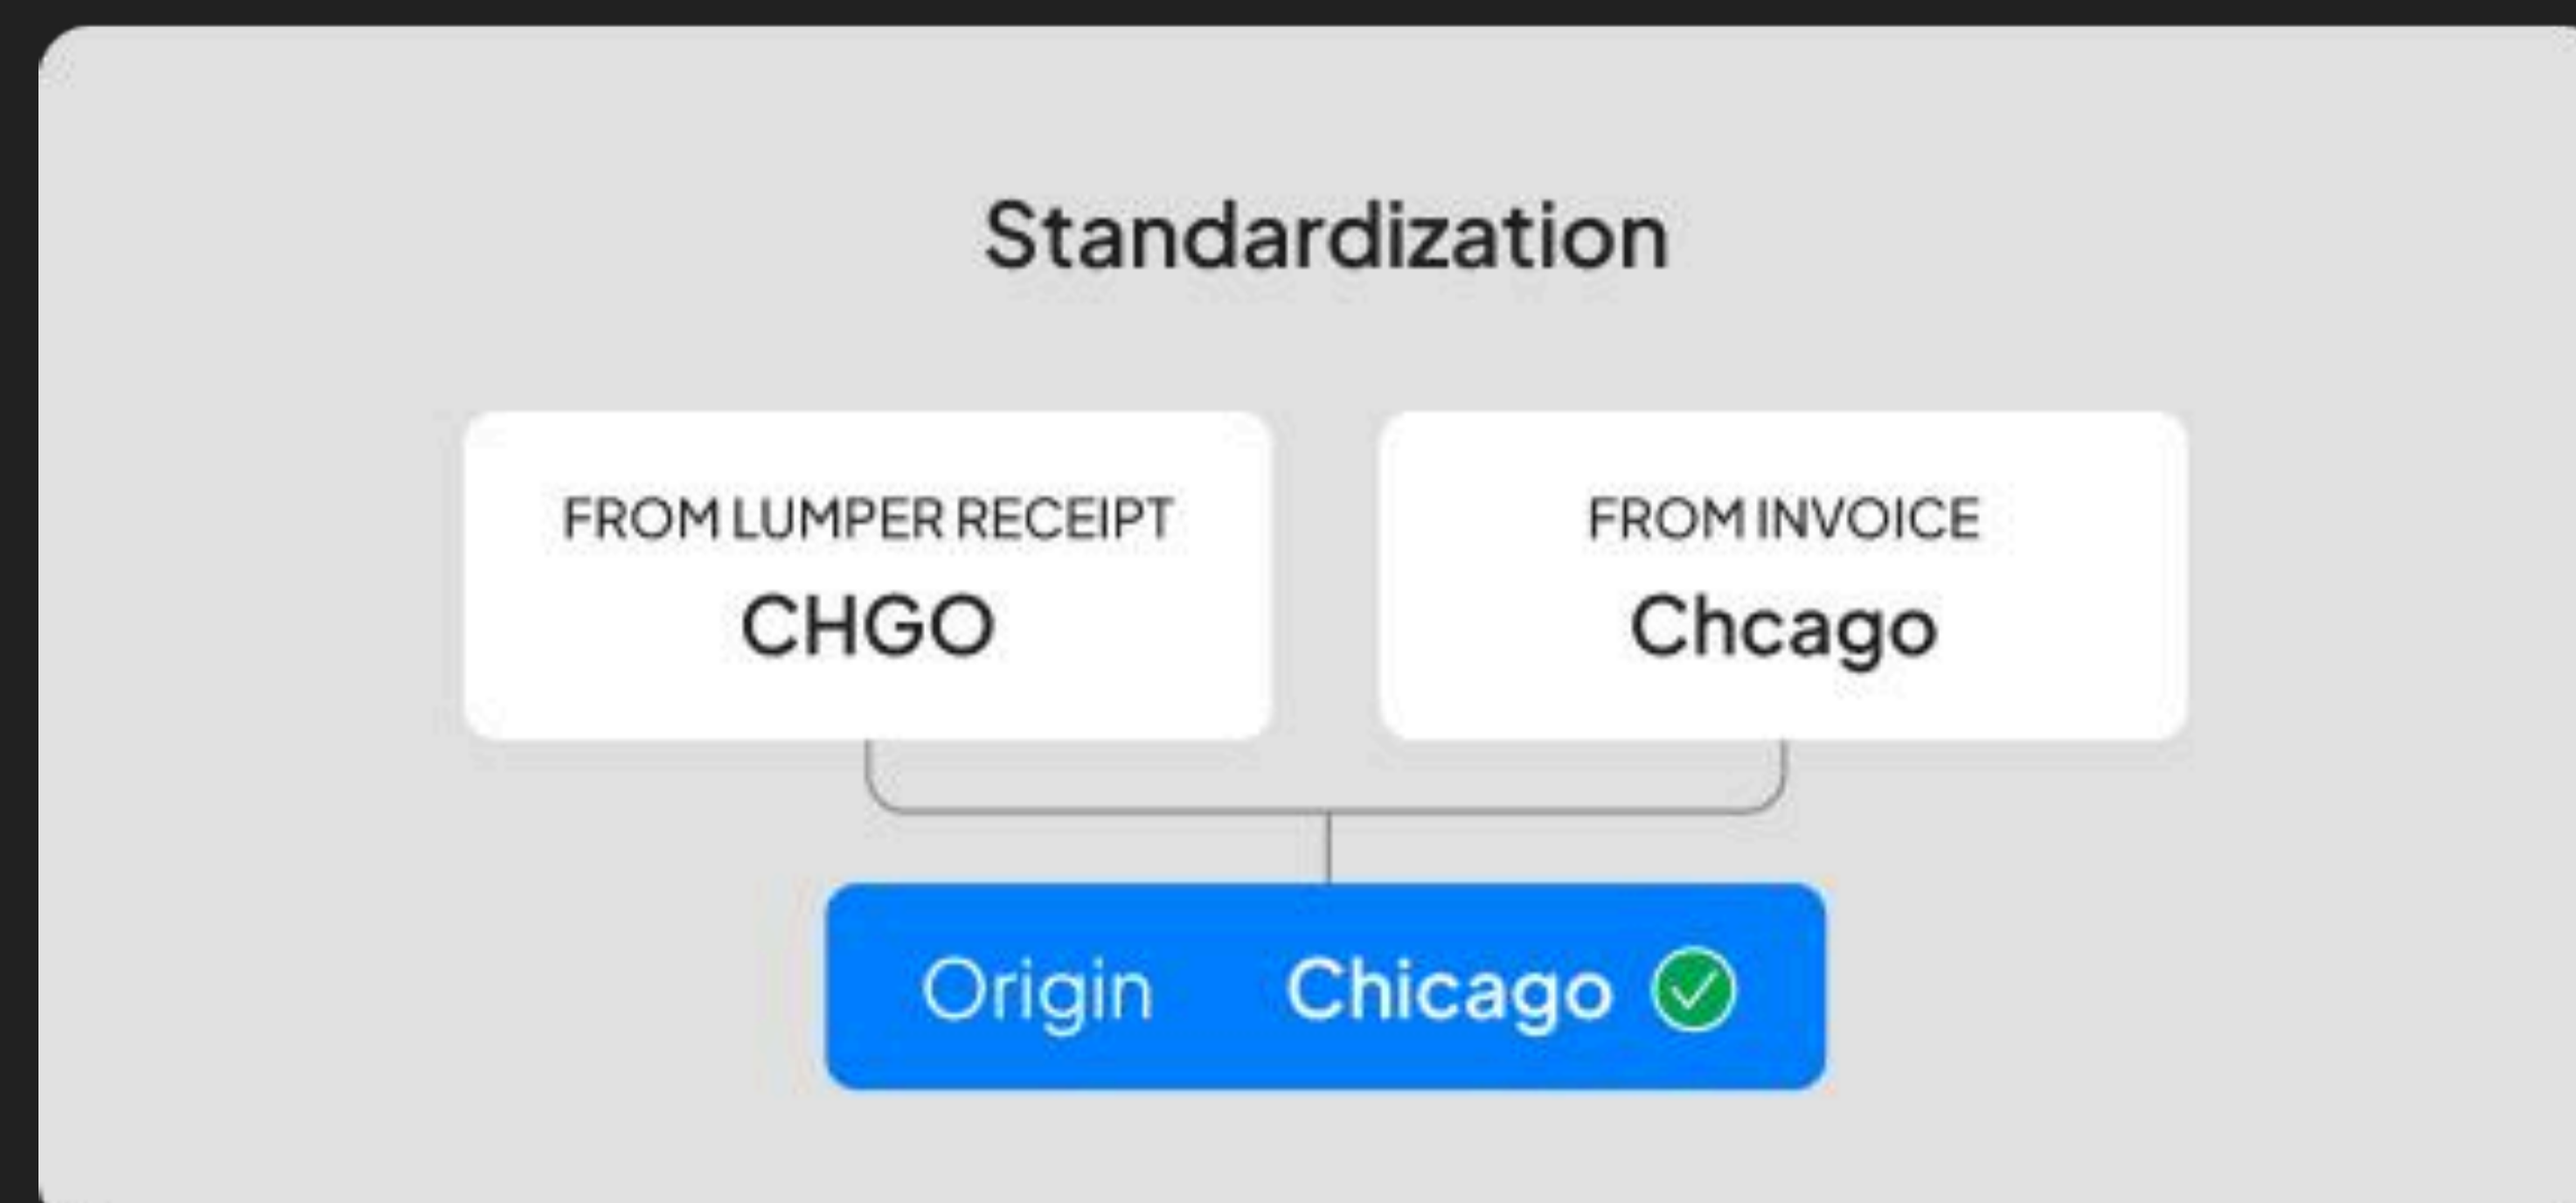 Standardization
FROM LUMPER RECEIPT
CHGO
FROM INVOICE
Chcago
Origin Chicago